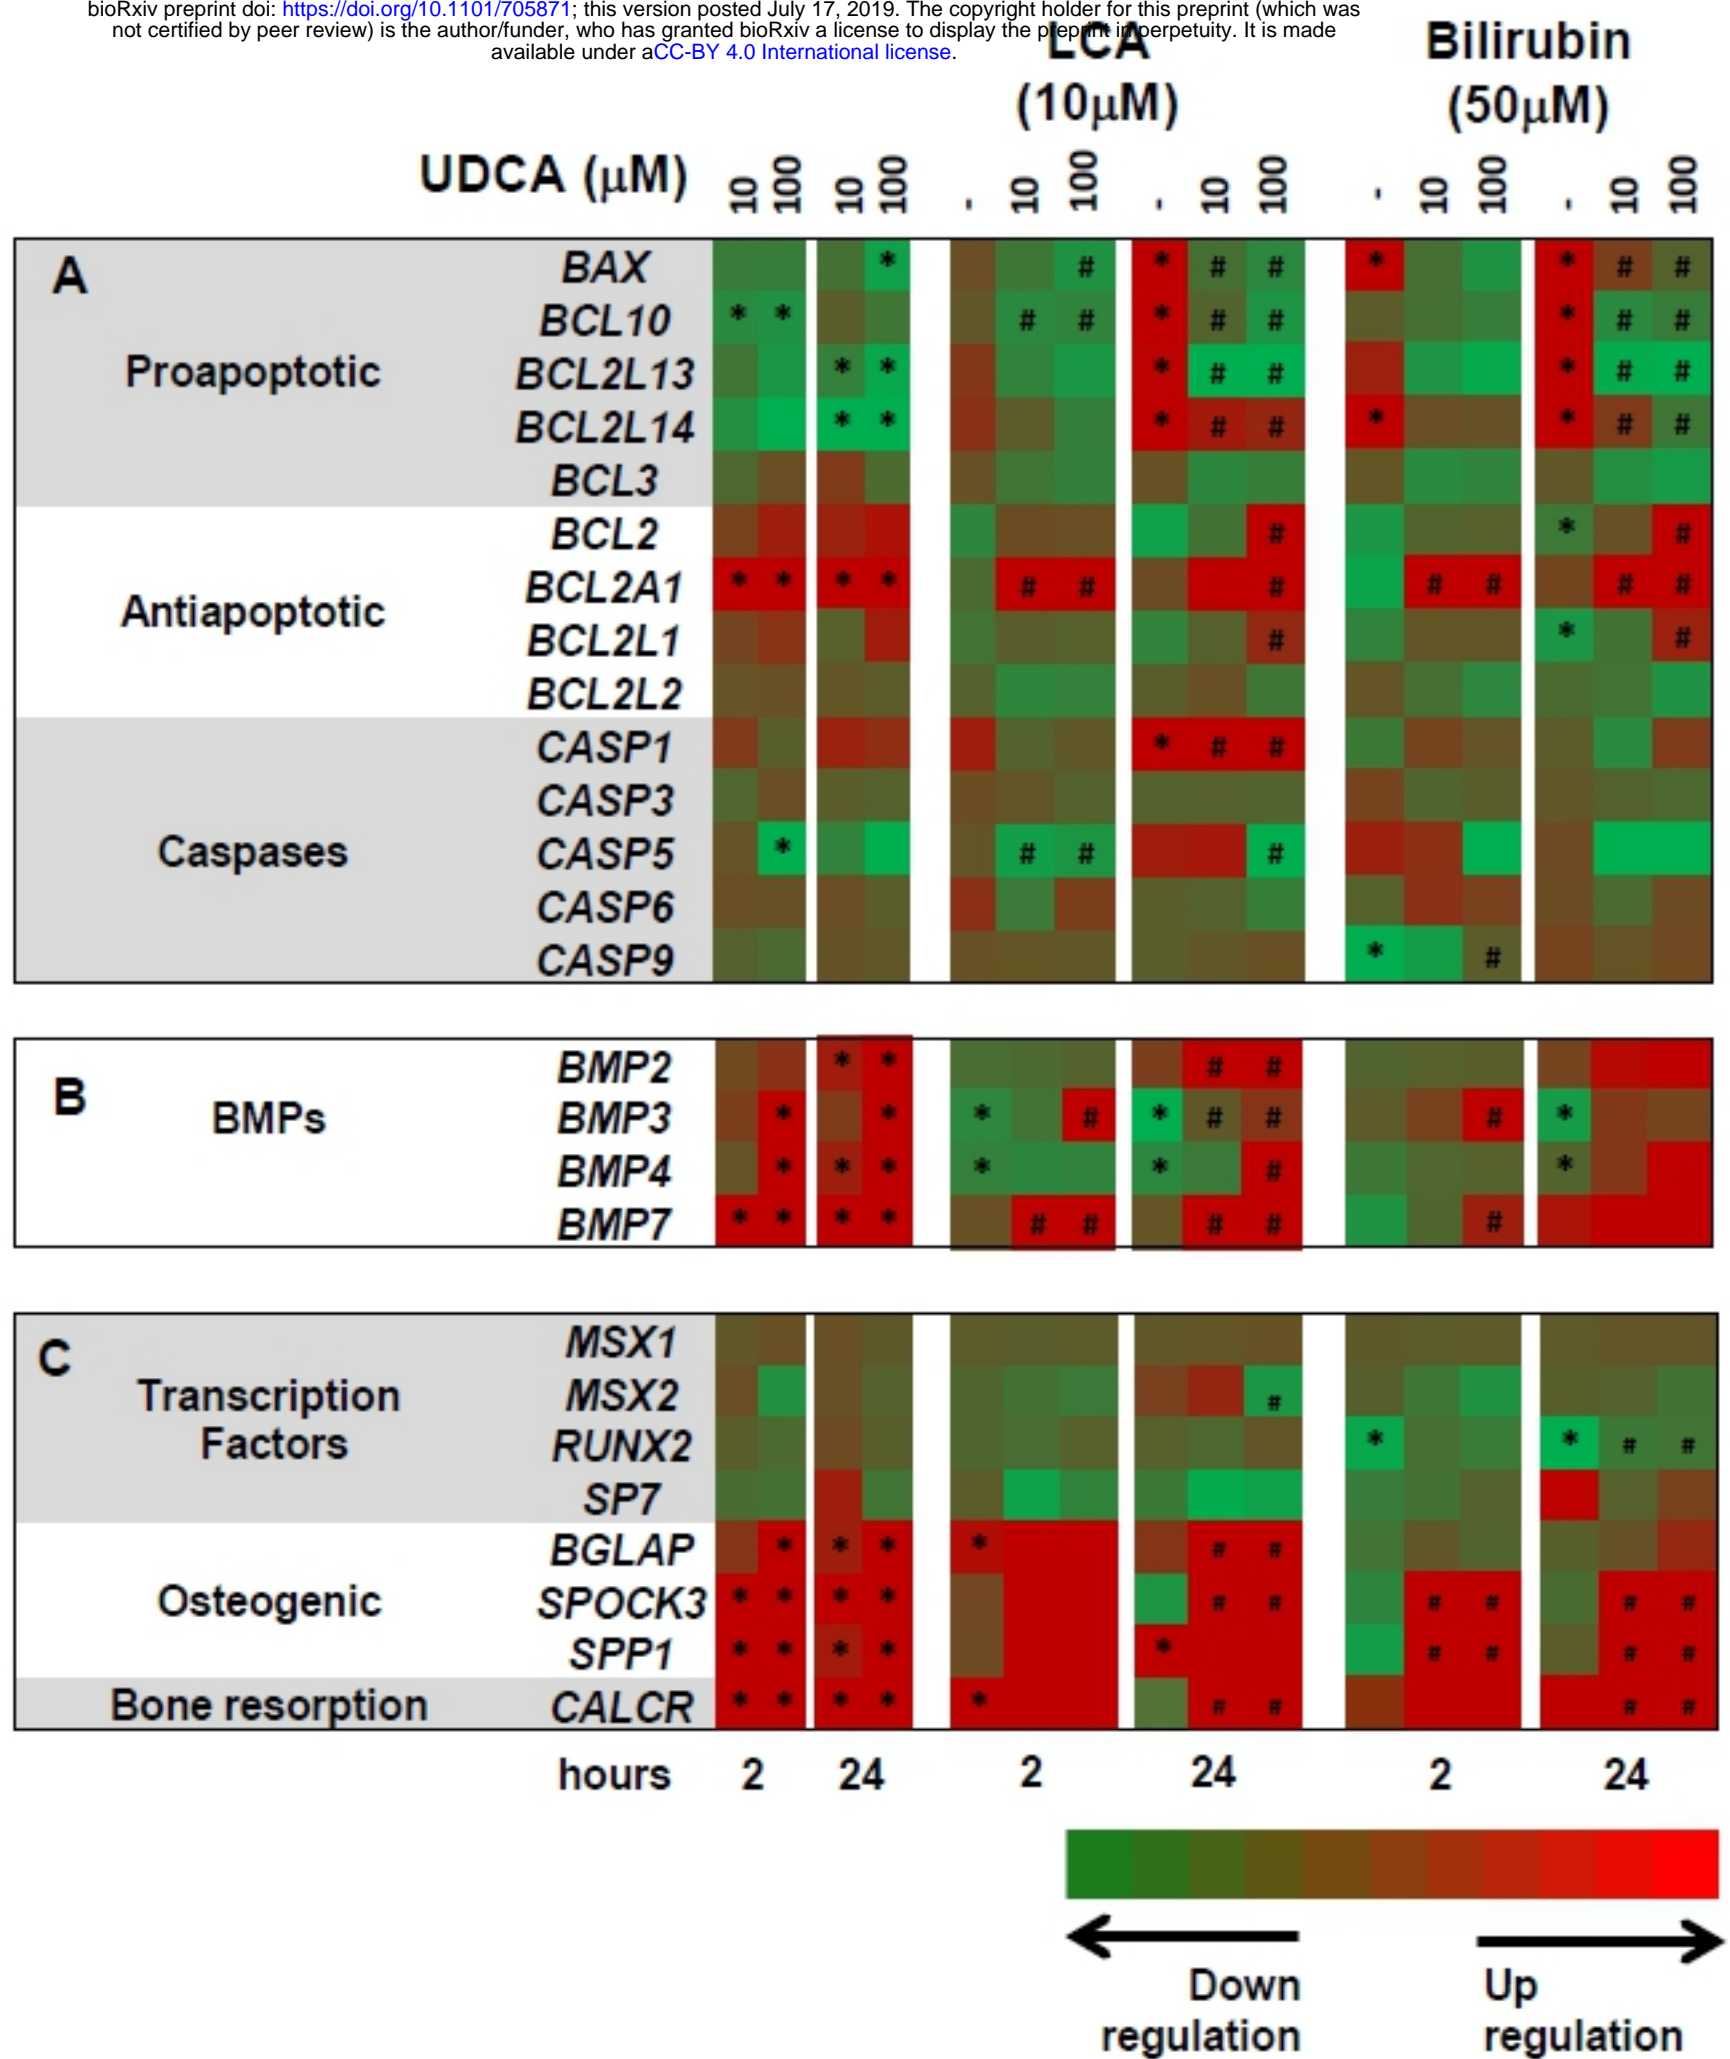 bioRxiv preprint doi: https://doi.org/10.1101/705871; this version posted July 17, 2019. The copyright holder for this preprint (which was
not certified by peer review) is the author/funder, who has granted bioRxiv a license to display the preprint in perpetuity. It is made
available under aCC-BY 4.0 International license.
LCA Bilirubin
(10μM) (50μM)
UDCA (μM) 10 100 10 100 - 10 100 - 10 100 - 10 100 - 10 100
A BAX * # * # # * * # #
BCL10 * * # # * # # * # #
Proapoptotic BCL2L13 * * * # # * # #
BCL2L14 * * * # # * * # #
BCL3
BCL2 # * #
Antiapoptotic BCL2A1 * * * * # # # # # # #
BCL2L1 # * #
BCL2L2
CASP1 * # #
CASP3
Caspases CASP5 * # # #
CASP6
CASP9 * #
B BMP2 * * # #
BMPs BMP3 * * * # * # # # *
BMP4 * * * * * # *
BMP7 * * * * # # # # #
C MSX1
Transcription MSX2 #
Factors RUNX2 * * # #
SP7
BGLAP * * * * # #
Osteogenic SPOCK3 * * * * # # # # # #
SPP1 * * * * * # # # #
Bone resorption CALCR * * * * * # # # #
hours 2 24 2 24 2 24
Down Up
regulation regulation